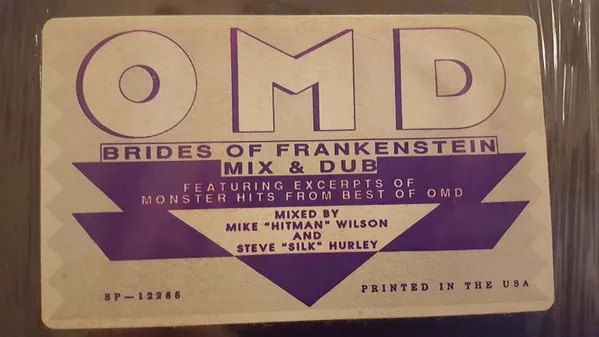 OMD
BRIDES OF FRANKENSTEIN
MIX & DUB
FEATURING EXCERPTS OF
MONSTER HITS FROM BEST OF OMD
MIXED BY
MIKE "HITMAN" WILSON
AND
STEVE "SILK" HURLEY
SP—12285
PRINTED IN THE USA